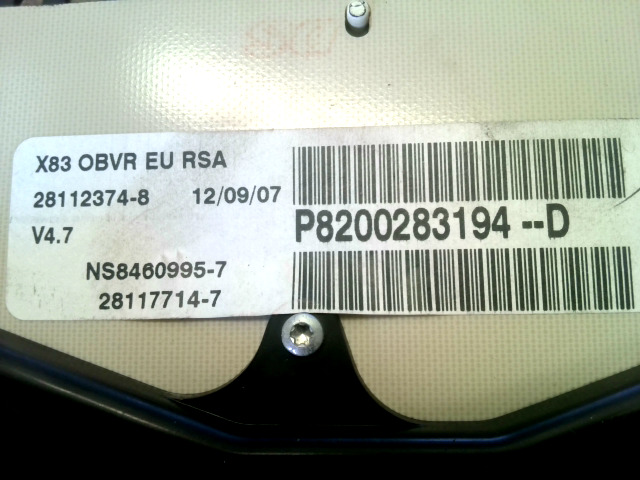 X83 OBVR EU RSA
28112374-8 12/09/07
V4.7
P8200283194 --D
NS8460995-7
28117714-7